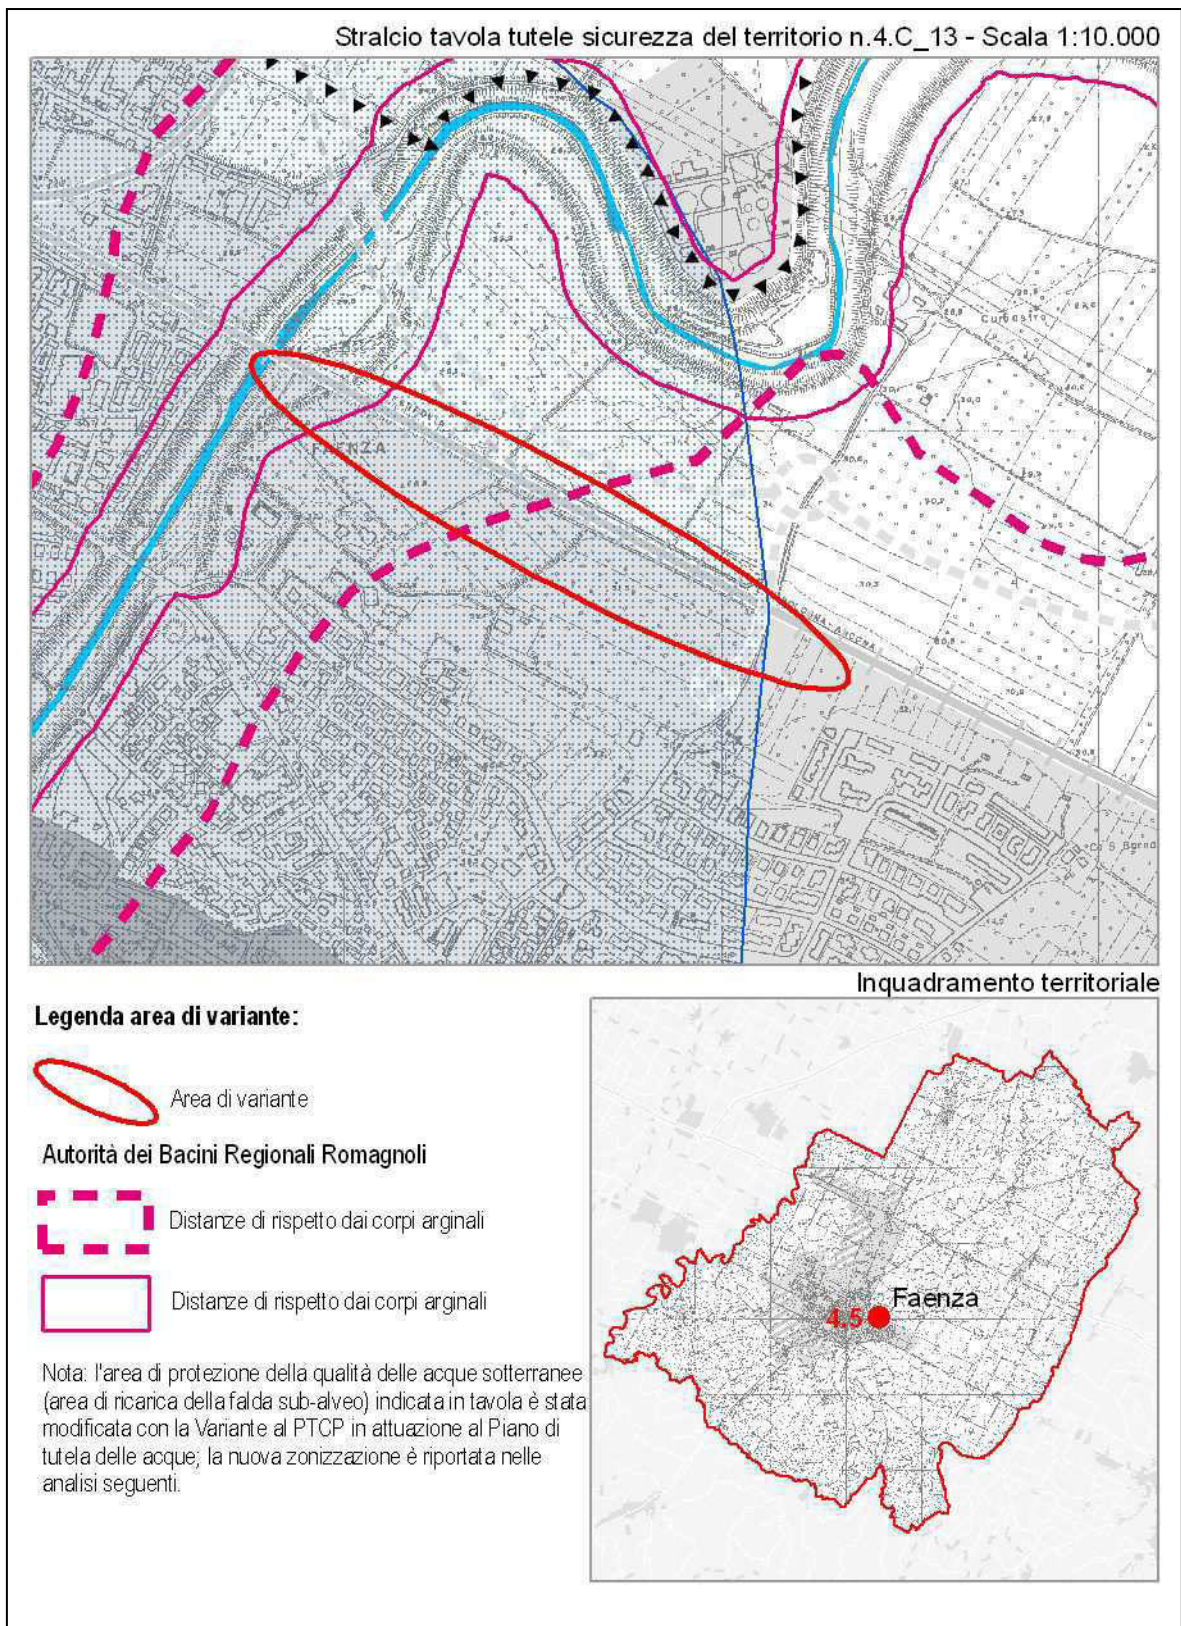 Stralcio tavola tutele sicurezza del territorio n.4.C_13 - Scala 1:10.000
Curbastro
FAENZA
BOLOGNA-ANCONA
Inquadramento territoriale
Legenda area di variante:
Area di variante
Autorità dei Bacini Regionali Romagnoli
Distanze di rispetto dai corpi arginali
Distanze di rispetto dai corpi arginali
Nota: l'area di protezione della qualità delle acque sotterranee
(area di ricarica della falda sub-alveo) indicata in tavola è stata
modificata con la Variante al PTCP in attuazione al Piano di
tutela delle acque; la nuova zonizzazione è riportata nelle
analisi seguenti.
Faenza
4.5